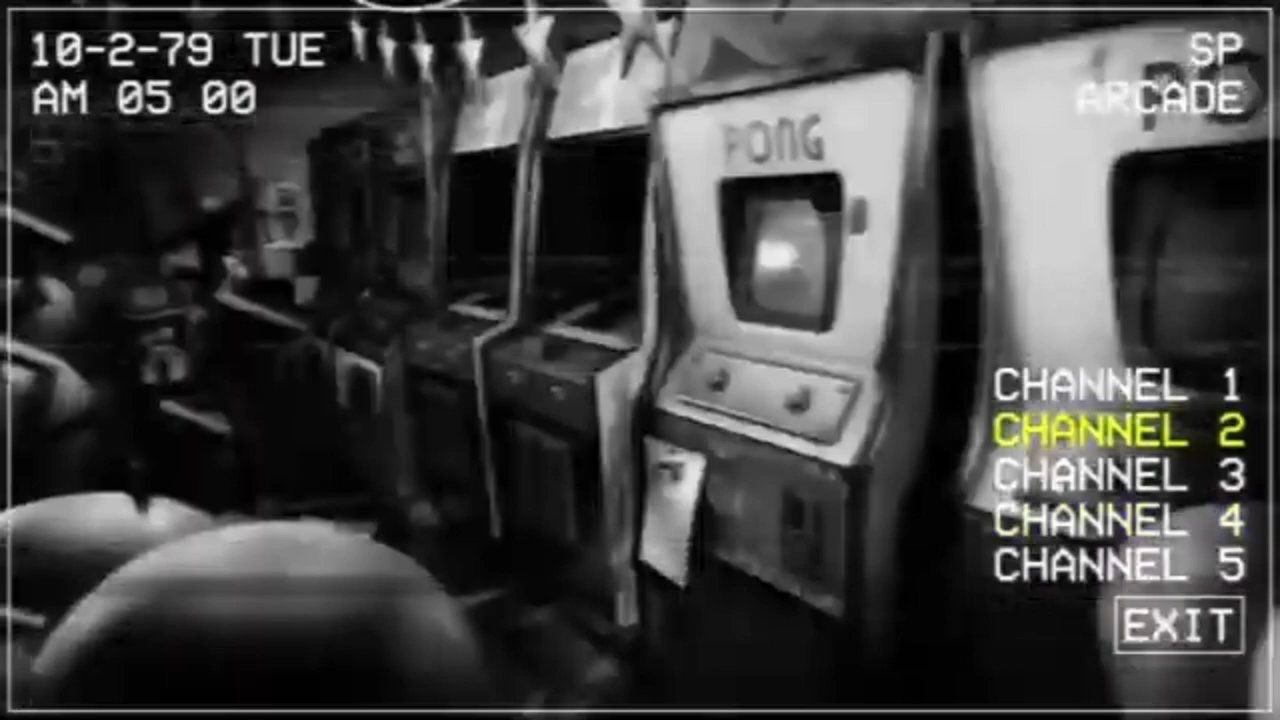 10-2-79 TUE
AM 05 00
SP
ARCADE
PONG
CHANNEL 1
CHANNEL 2
CHANNEL 3
CHANNEL 4
CHANNEL 5
EXIT